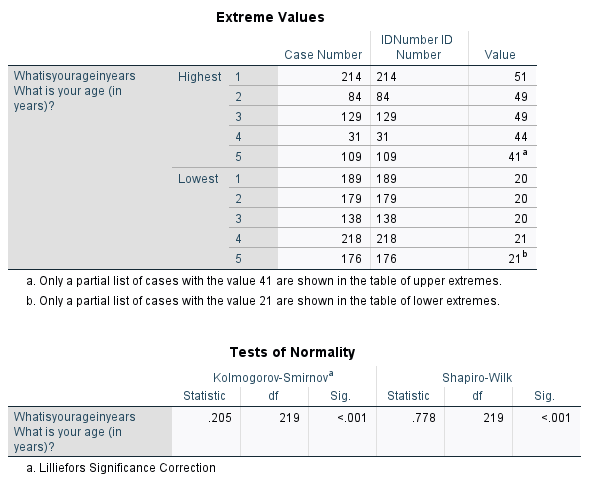 Extreme Values
Case Number IDNumber ID Number Value
Whatisyourageinyears What is your age (in years)? Highest 1 214 214 51
2 84 84 49
3 129 129 49
4 31 31 44
5 109 109 41a
Lowest 1 189 189 20
2 179 179 20
3 138 138 20
4 218 218 21
5 176 176 21b
a. Only a partial list of cases with the value 41 are shown in the table of upper extremes.
b. Only a partial list of cases with the value 21 are shown in the table of lower extremes.
Tests of Normality
Kolmogorov-Smirnova Shapiro-Wilk
Statistic df Sig. Statistic df Sig.
Whatisyourageinyears What is your age (in years)? .205 219 <.001 .778 219 <.001
a. Lilliefors Significance Correction